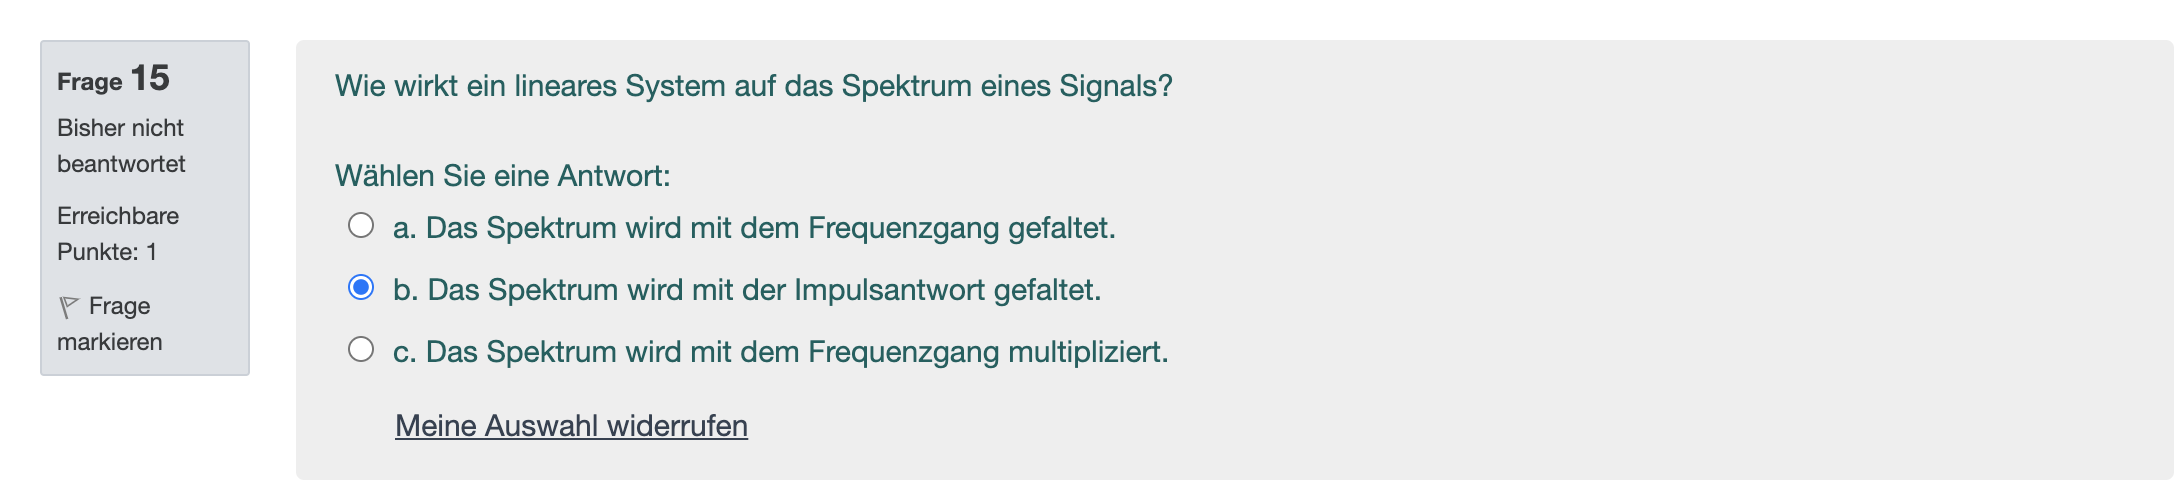 Frage 15
Bisher nicht
beantwortet
Erreichbare
Punkte: 1
Frage
markieren
Wie wirkt ein lineares System auf das Spektrum eines Signals?
Wählen Sie eine Antwort:
a. Das Spektrum wird mit dem Frequenzgang gefaltet.
b. Das Spektrum wird mit der Impulsantwort gefaltet.
c. Das Spektrum wird mit dem Frequenzgang multipliziert.
Meine Auswahl widerrufen